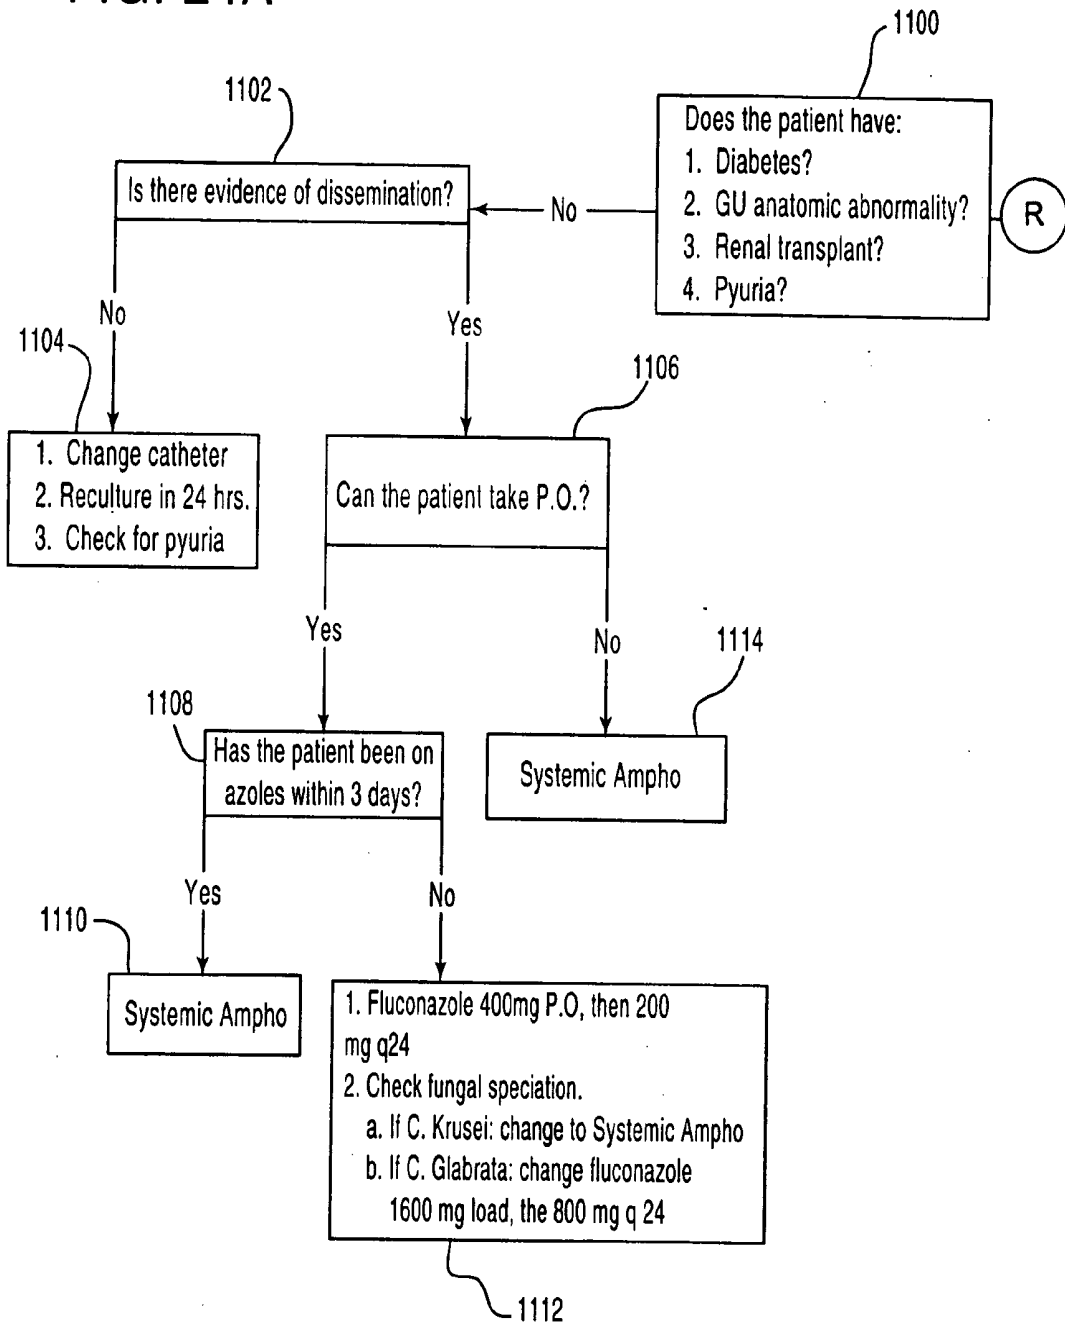 1100
1102
Does the patient have:
1. Diabetes?
2. GU anatomic abnormality?
3. Renal transplant?
4. Pyuria?
R
Is there evidence of dissemination?
No
No
Yes
1104
1106
1. Change catheter
2. Reculture in 24 hrs.
3. Check for pyuria
Can the patient take P.O.?
Yes
No
1114
1108
Has the patient been on
azoles within 3 days?
Systemic Ampho
Yes
No
1110
Systemic Ampho
1. Fluconazole 400mg P.O, then 200
mg q24
2. Check fungal speciation.
a. If C. Krusei: change to Systemic Ampho
b. If C. Glabrata: change fluconazole
1600 mg load, the 800 mg q 24
1112